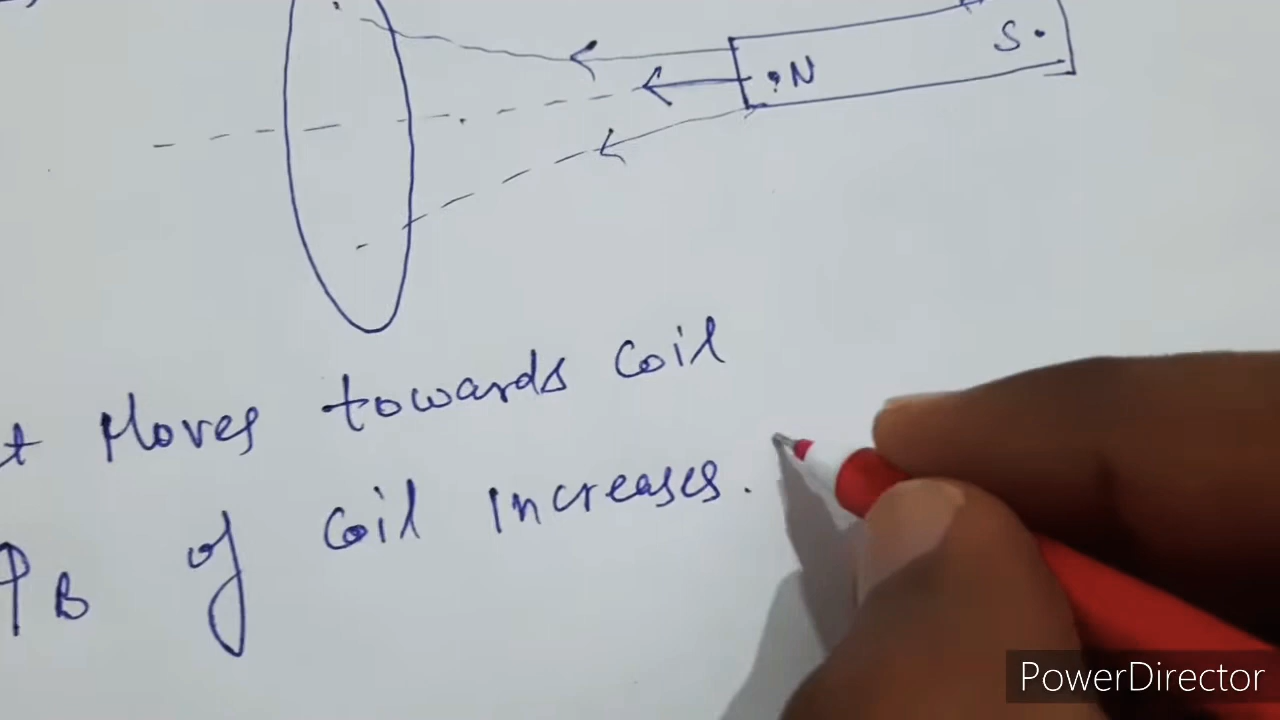 N
S
Moves towards coil
ΦB of coil increases.
PowerDirector